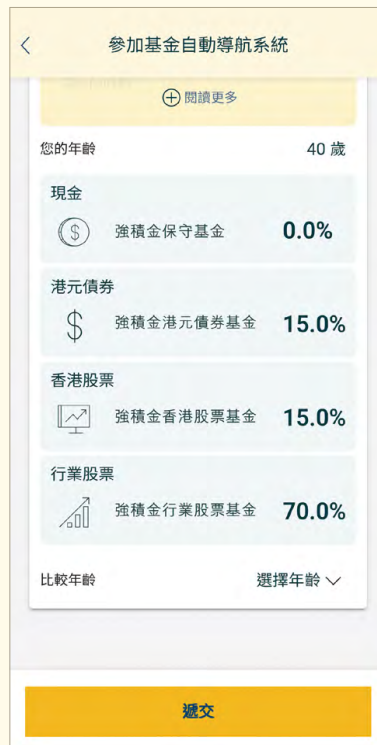 參加基金自動導航系統
閱讀更多
您的年齡 40 歲
現金
強積金保守基金 0.0%
港元債券
強積金港元債券基金 15.0%
香港股票
強積金香港股票基金 15.0%
行業股票
強積金行業股票基金 70.0%
比較年齡 選擇年齡
遞交